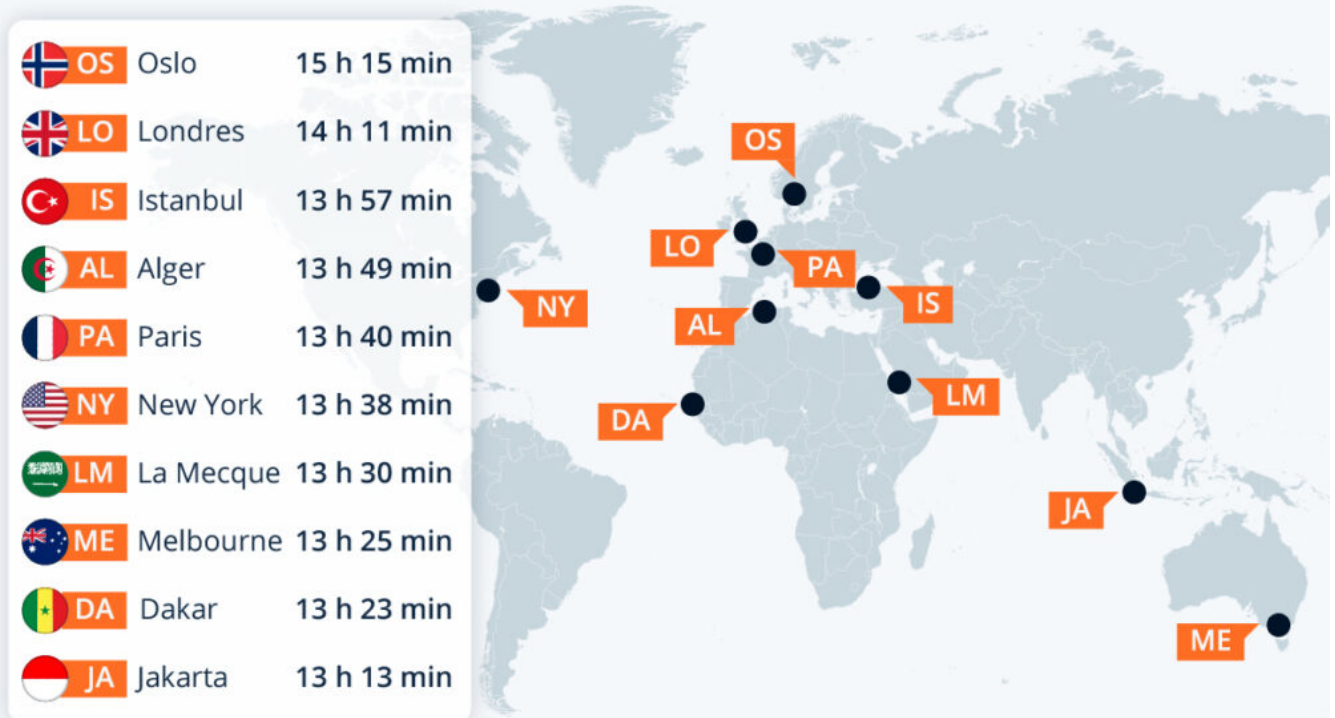 OS Oslo 15 h 15 min
LO Londres 14 h 11 min
IS Istanbul 13 h 57 min
AL Alger 13 h 49 min
PA Paris 13 h 40 min
NY New York 13 h 38 min
LM La Mecque 13 h 30 min
ME Melbourne 13 h 25 min
DA Dakar 13 h 23 min
JA Jakarta 13 h 13 min
OS
LO
PA
IS
NY
AL
LM
DA
JA
ME